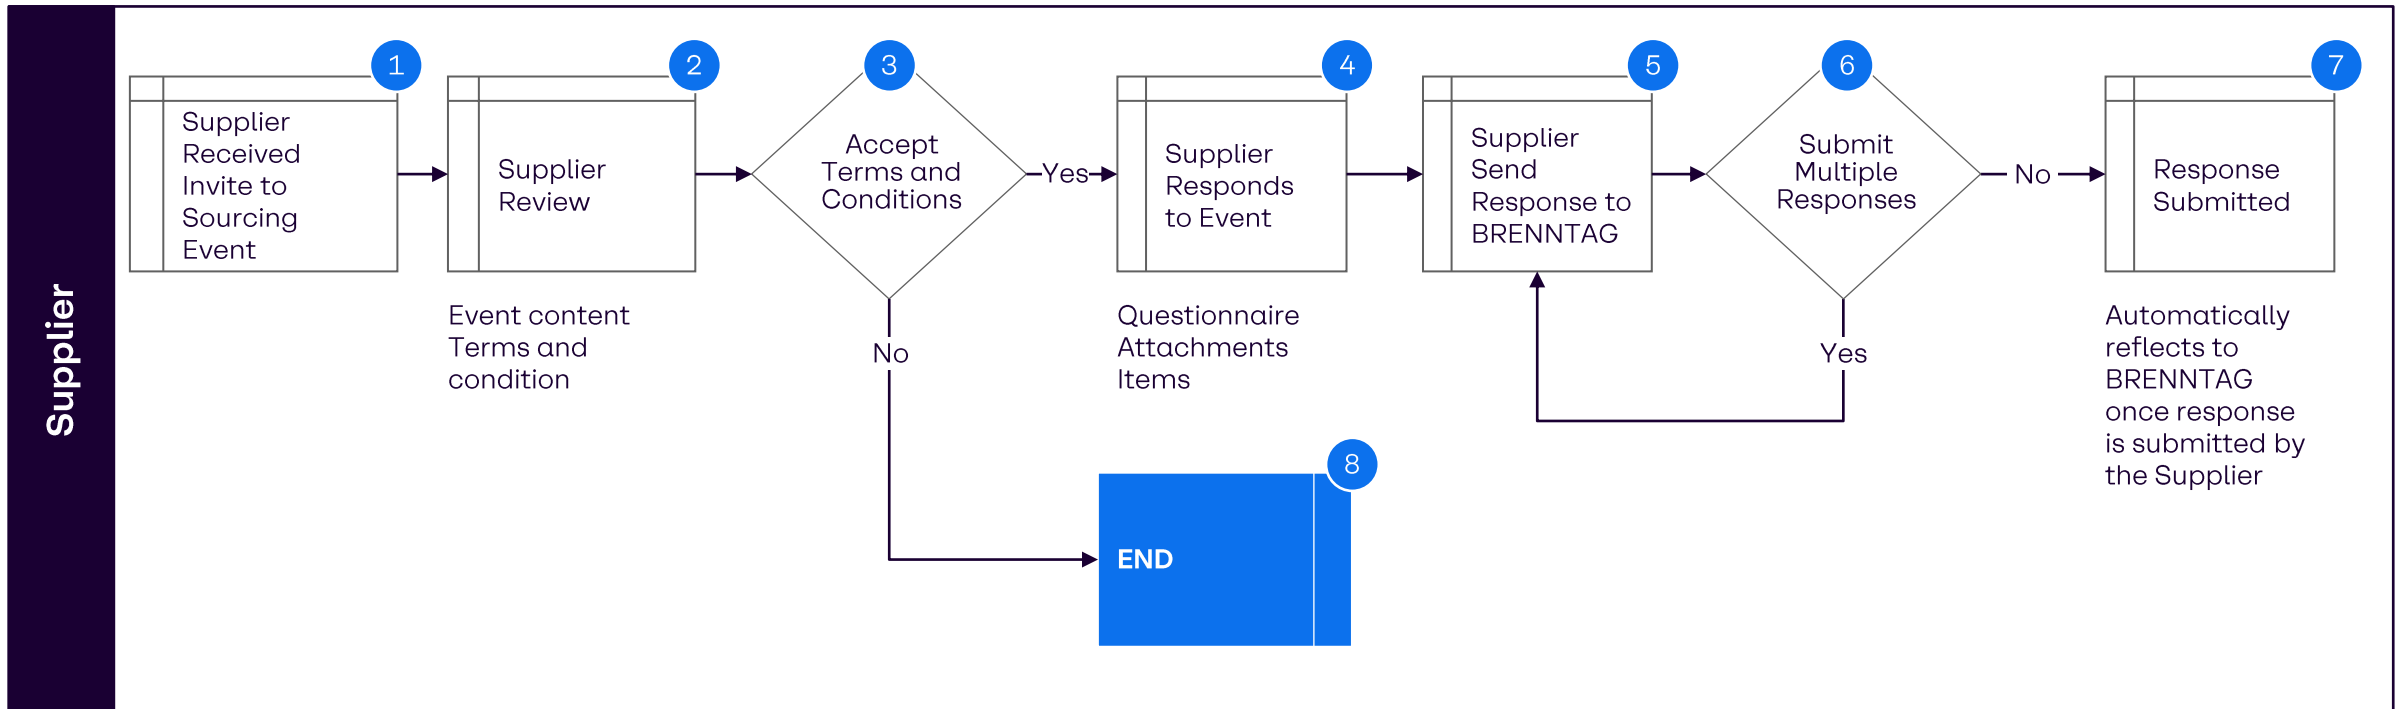 Supplier
1
Supplier
Received
Invite to
Sourcing
Event
2
Supplier
Review
Event content
Terms and
condition
3
Accept
Terms and
Conditions
Yes
No
4
Supplier
Responds
to Event
Questionnaire
Attachments
Items
5
Supplier
Send
Response to
BRENNTAG
6
Submit
Multiple
Responses
No
Yes
7
Response
Submitted
Automatically
reflects to
BRENNTAG
once response
is submitted by
the Supplier
8
END